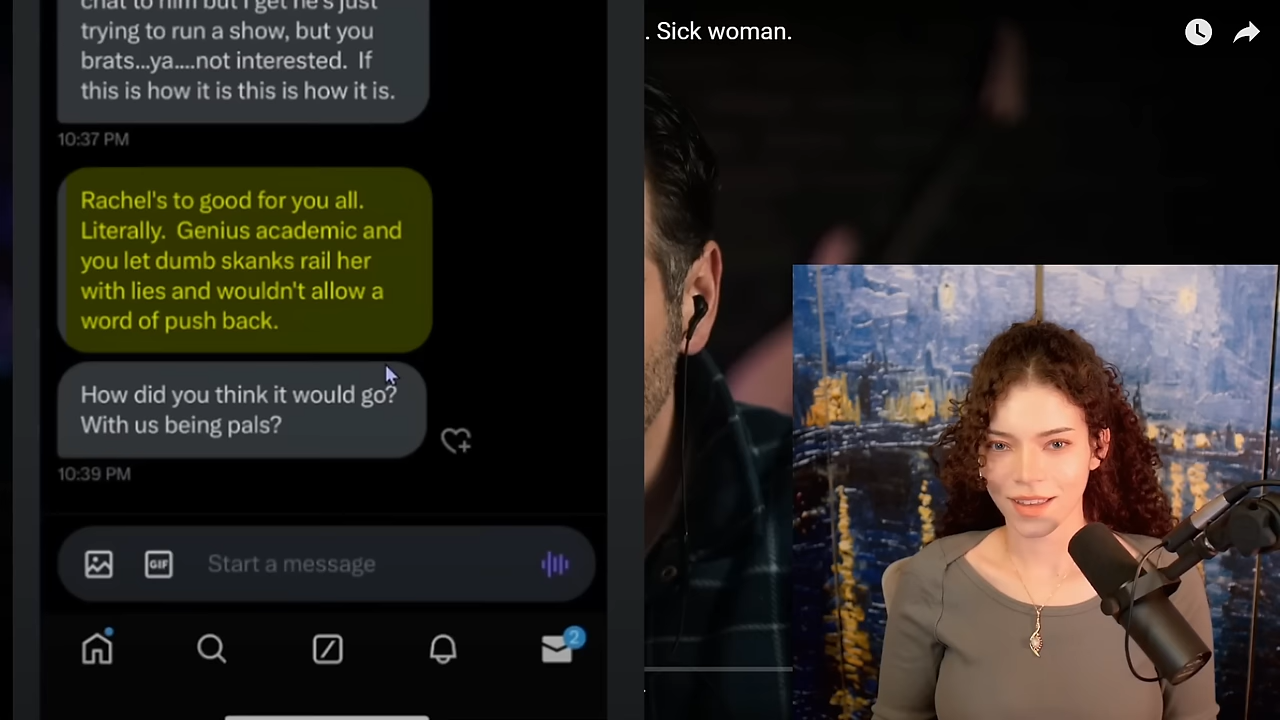 chat to him but I get he's just
trying to run a show, but you
brats...ya....not interested.  If
this is how it is this is how it is.
10:37 PM
Rachel's to good for you all.
Literally.  Genius academic and
you let dumb skanks rail her
with lies and wouldn't allow a
word of push back.
How did you think it would go?
With us being pals?
10:39 PM
GIF
Start a message
2
. Sick woman.